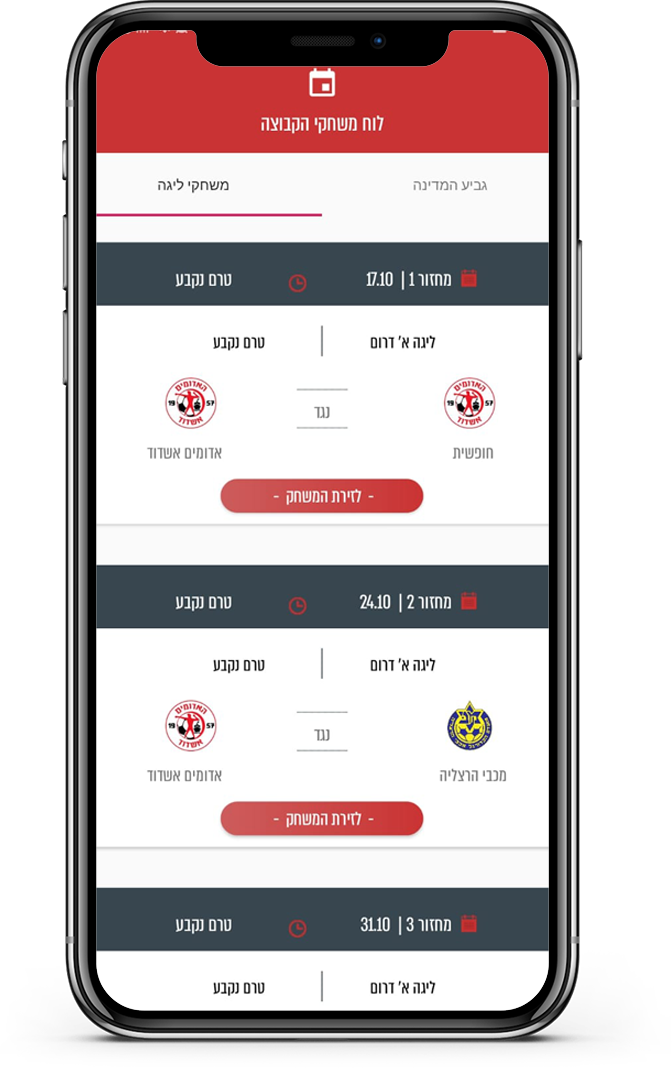 לוח משחקי הקבוצה
גביע המדינה
משחקי ליגה
מחזור 1 | 17.10
טרם נקבע
ליגה א' דרום
טרם נקבע
האדומים
19 57
אשדוד
נגד
האדומים
19 57
אשדוד
חופשית
אדומים אשדוד
- לזירת המשחק -
מחזור 2 | 24.10
טרם נקבע
ליגה א' דרום
טרם נקבע
נגד
האדומים
19 57
אשדוד
מכבי הרצליה
אדומים אשדוד
- לזירת המשחק -
מחזור 3 | 31.10
טרם נקבע
ליגה א' דרום
טרם נקבע